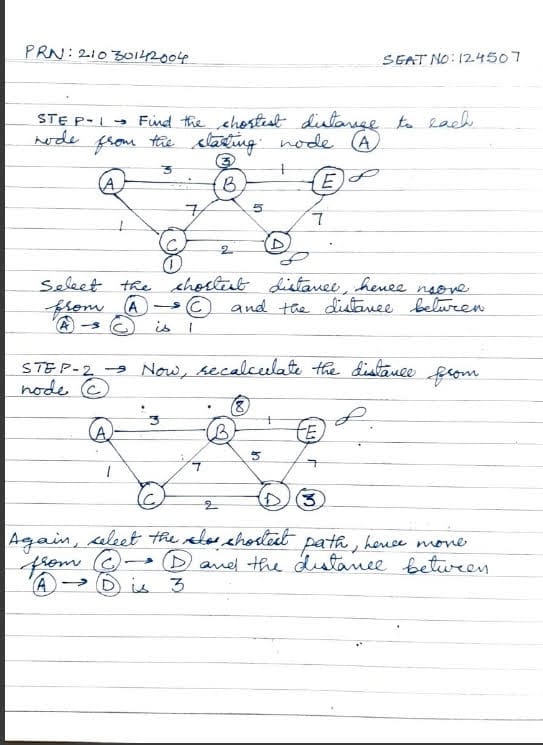 PRN: 21030142004
SEAT NO: 124507
STEP-1 → Find the shortest distange to each
node from the starting node A
3
3
1
A
B
E
∞
7
5
7
1
C
2
D
1
∞
Select the shortest distance, hence move
from A → C and the distance between
A → C is 1
STEP-2 → Now, recalculate the distance from
node C
8
3
1
∞
A
B
E
5
7
7
1
C
2
D
3
Again, select the shortest path, hence move
from C → D and the distance between
A → D is 3